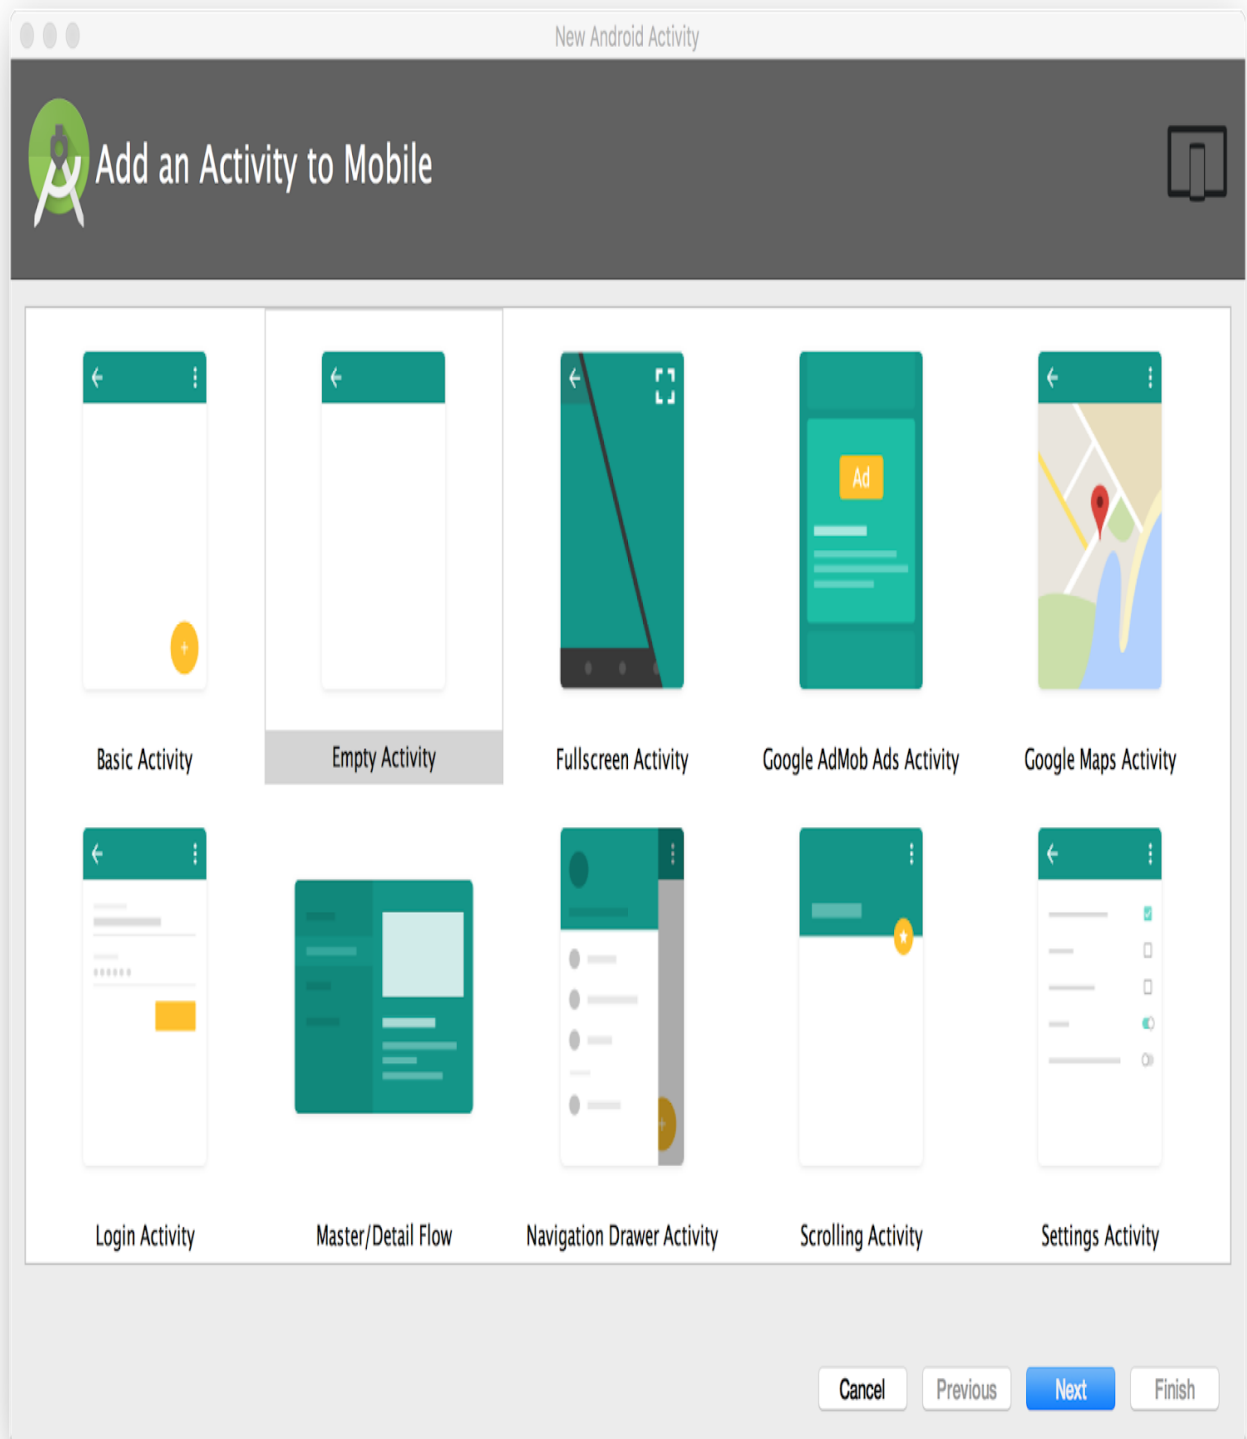 New Android Activity
Add an Activity to Mobile
Ad
Basic Activity
Empty Activity
Fullscreen Activity
Google AdMob Ads Activity
Google Maps Activity
Login Activity
Master/Detail Flow
Navigation Drawer Activity
Scrolling Activity
Settings Activity
Cancel
Previous
Next
Finish